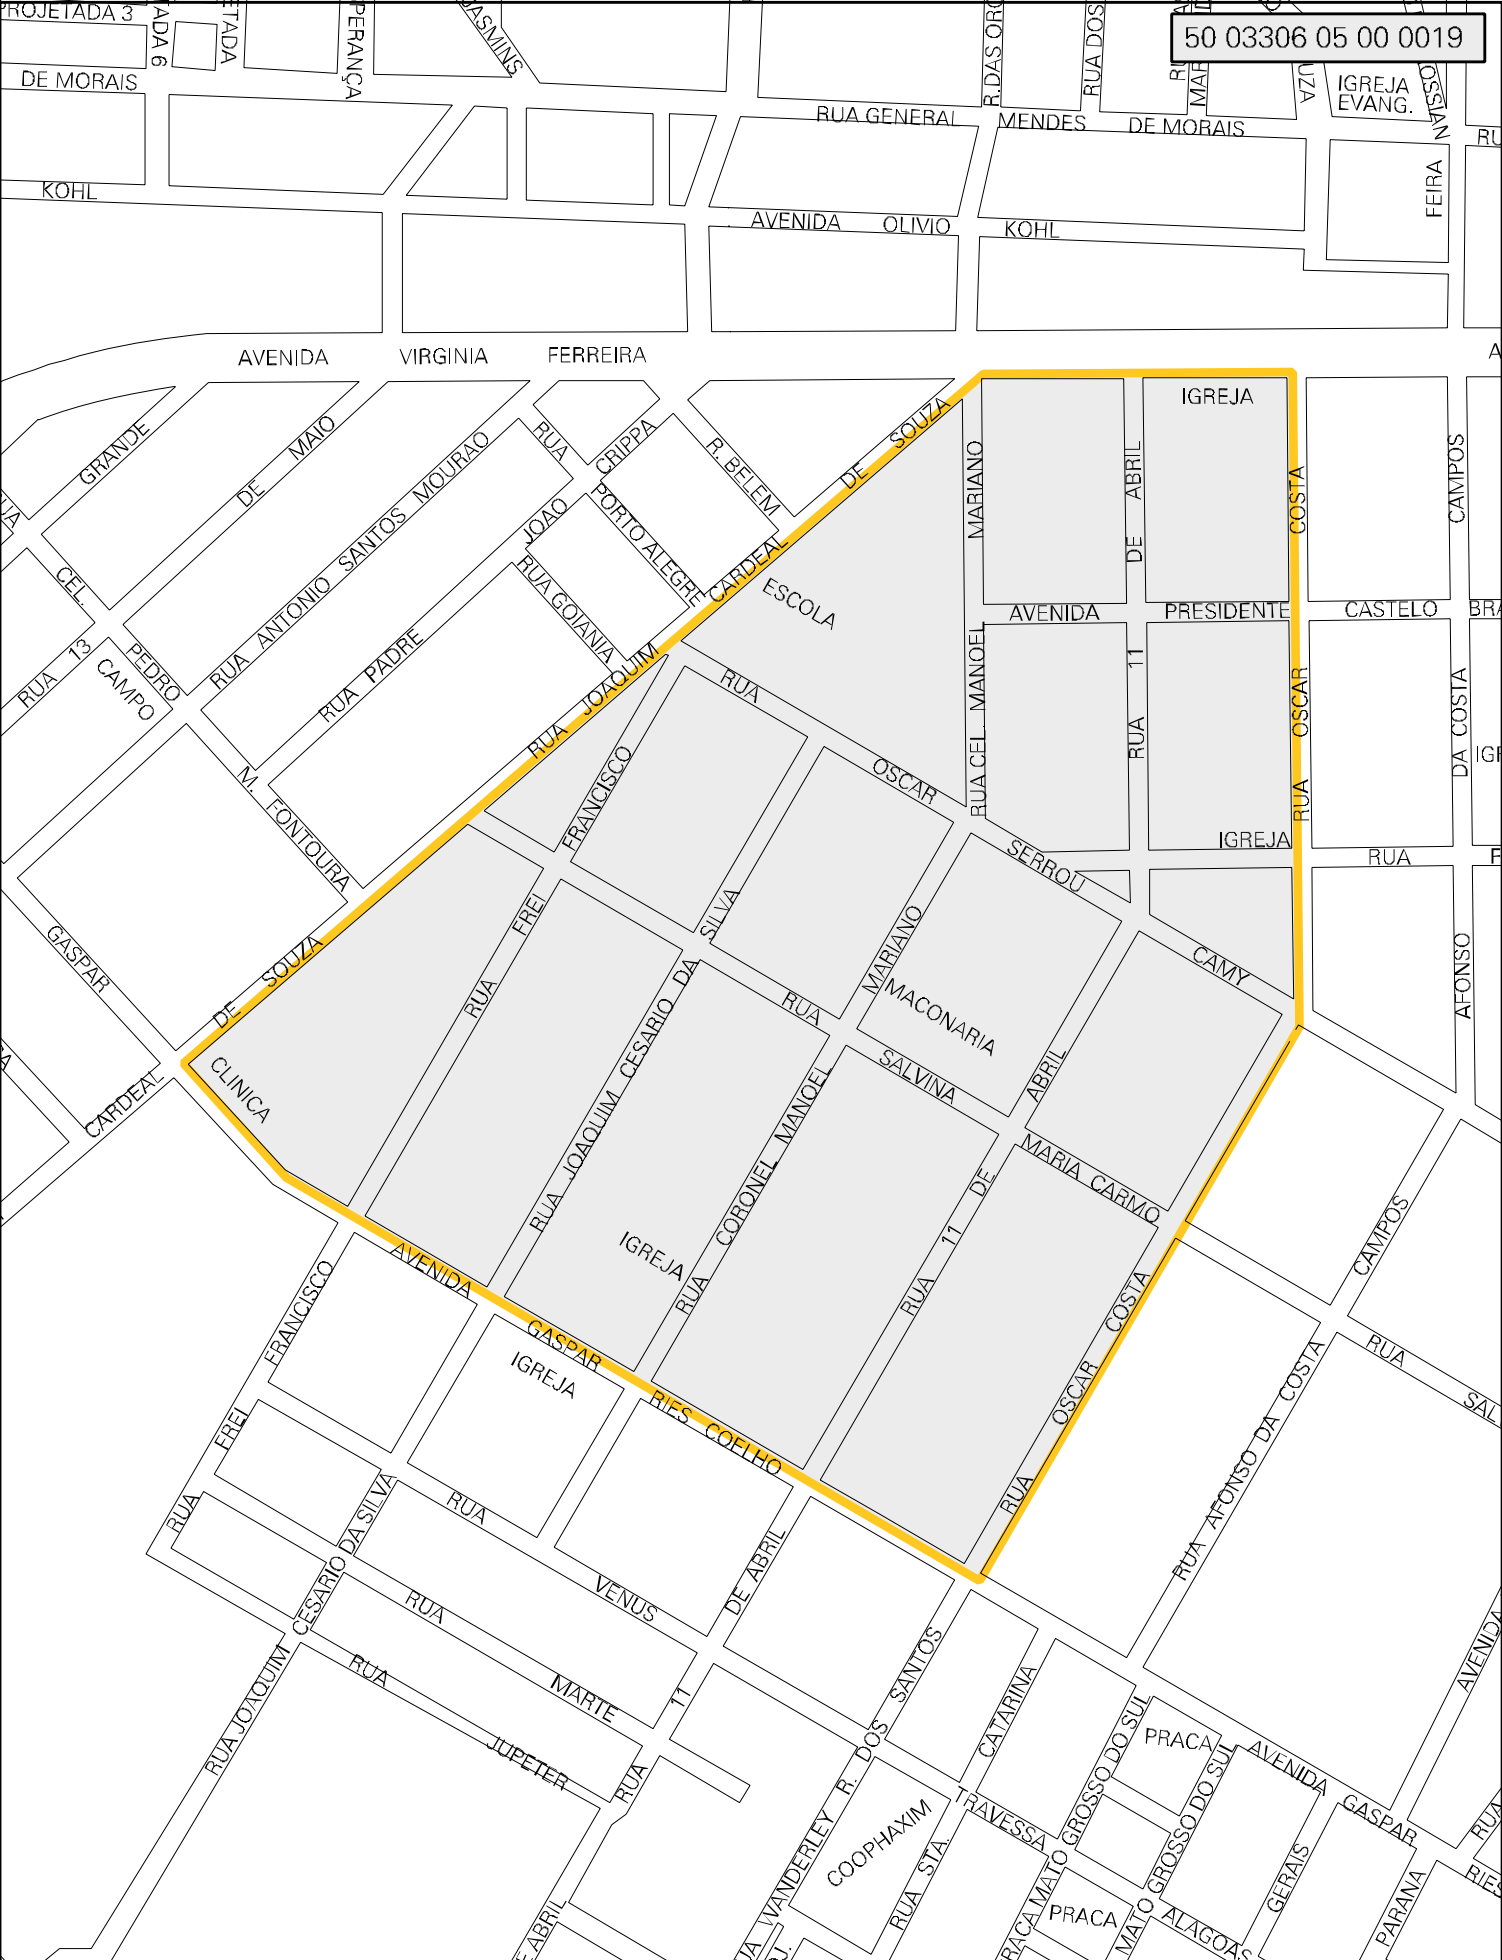 PROJETADA 3
50 03306 05 00 0019
DE MORAIS
RUA GENERAL MENDES DE MORAIS
IGREJA
EVANG.
KOHL
AVENIDA OLIVIO KOHL
FEIRA
AVENIDA VIRGINIA FERREIRA
IGREJA
GRANDE
DE MAIO
RUA ANTONIO SANTOS MOURAO
RUA PADRE JOAO CRIPPA
RUA PORTO ALEGRE
R. BELEM
RUA GOIANIA
RUA JOAQUIM CARDEAL DE SOUZA
ESCOLA
RUA CEL. MANOEL MARIANO
RUA 11 DE ABRIL
RUA OSCAR COSTA
AVENIDA PRESIDENTE CASTELO
DA COSTA
CAMPOS
AFONSO
RUA 13
CAMPO
CEL. PEDRO M. FONTOURA
RUA OSCAR SERROU CAMY
IGREJA
RUA
RUA FREI FRANCISCO
RUA JOAQUIM CESARIO DA SILVA
RUA CORONEL MANOEL MARIANO
MACONARIA
RUA SALVINA MARIA CARMO
RUA 11 DE ABRIL
RUA OSCAR COSTA
GASPAR
DE SOUZA
CARDEAL
CLINICA
IGREJA
AVENIDA GASPAR RIES COELHO
IGREJA
RUA FREI FRANCISCO
RUA AFONSO DA COSTA CAMPOS
RUA
RUA VENUS
RUA MARTE
RUA JUPETER
RUA JOAQUIM CESARIO DA SILVA
RUA 11 DE ABRIL
WANDERLEY R. DOS SANTOS
COOPHAXIM
RUA STA. CATARINA
TRAVESSA
ALAGOAS
MATO GROSSO DO SUL
PRACA
MATO GROSSO DO SUL
PRACA
AVENIDA GASPAR
GERAIS
PARANA
AVENIDA
RUA